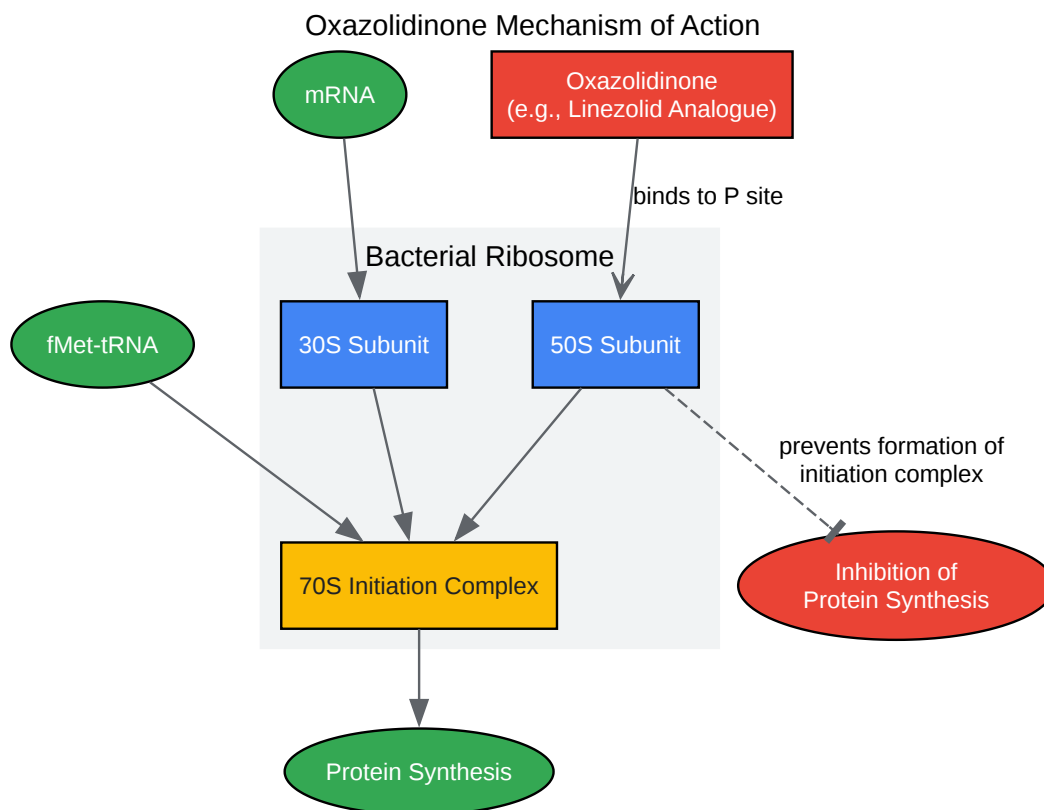 Oxazolidinone Mechanism of Action
mRNA
Oxazolidinone
(e.g., Linezolid Analogue)
binds to P site
Bacterial Ribosome
fMet-tRNA
30S Subunit
50S Subunit
prevents formation of
initiation complex
70S Initiation Complex
Inhibition of
Protein Synthesis
Protein Synthesis